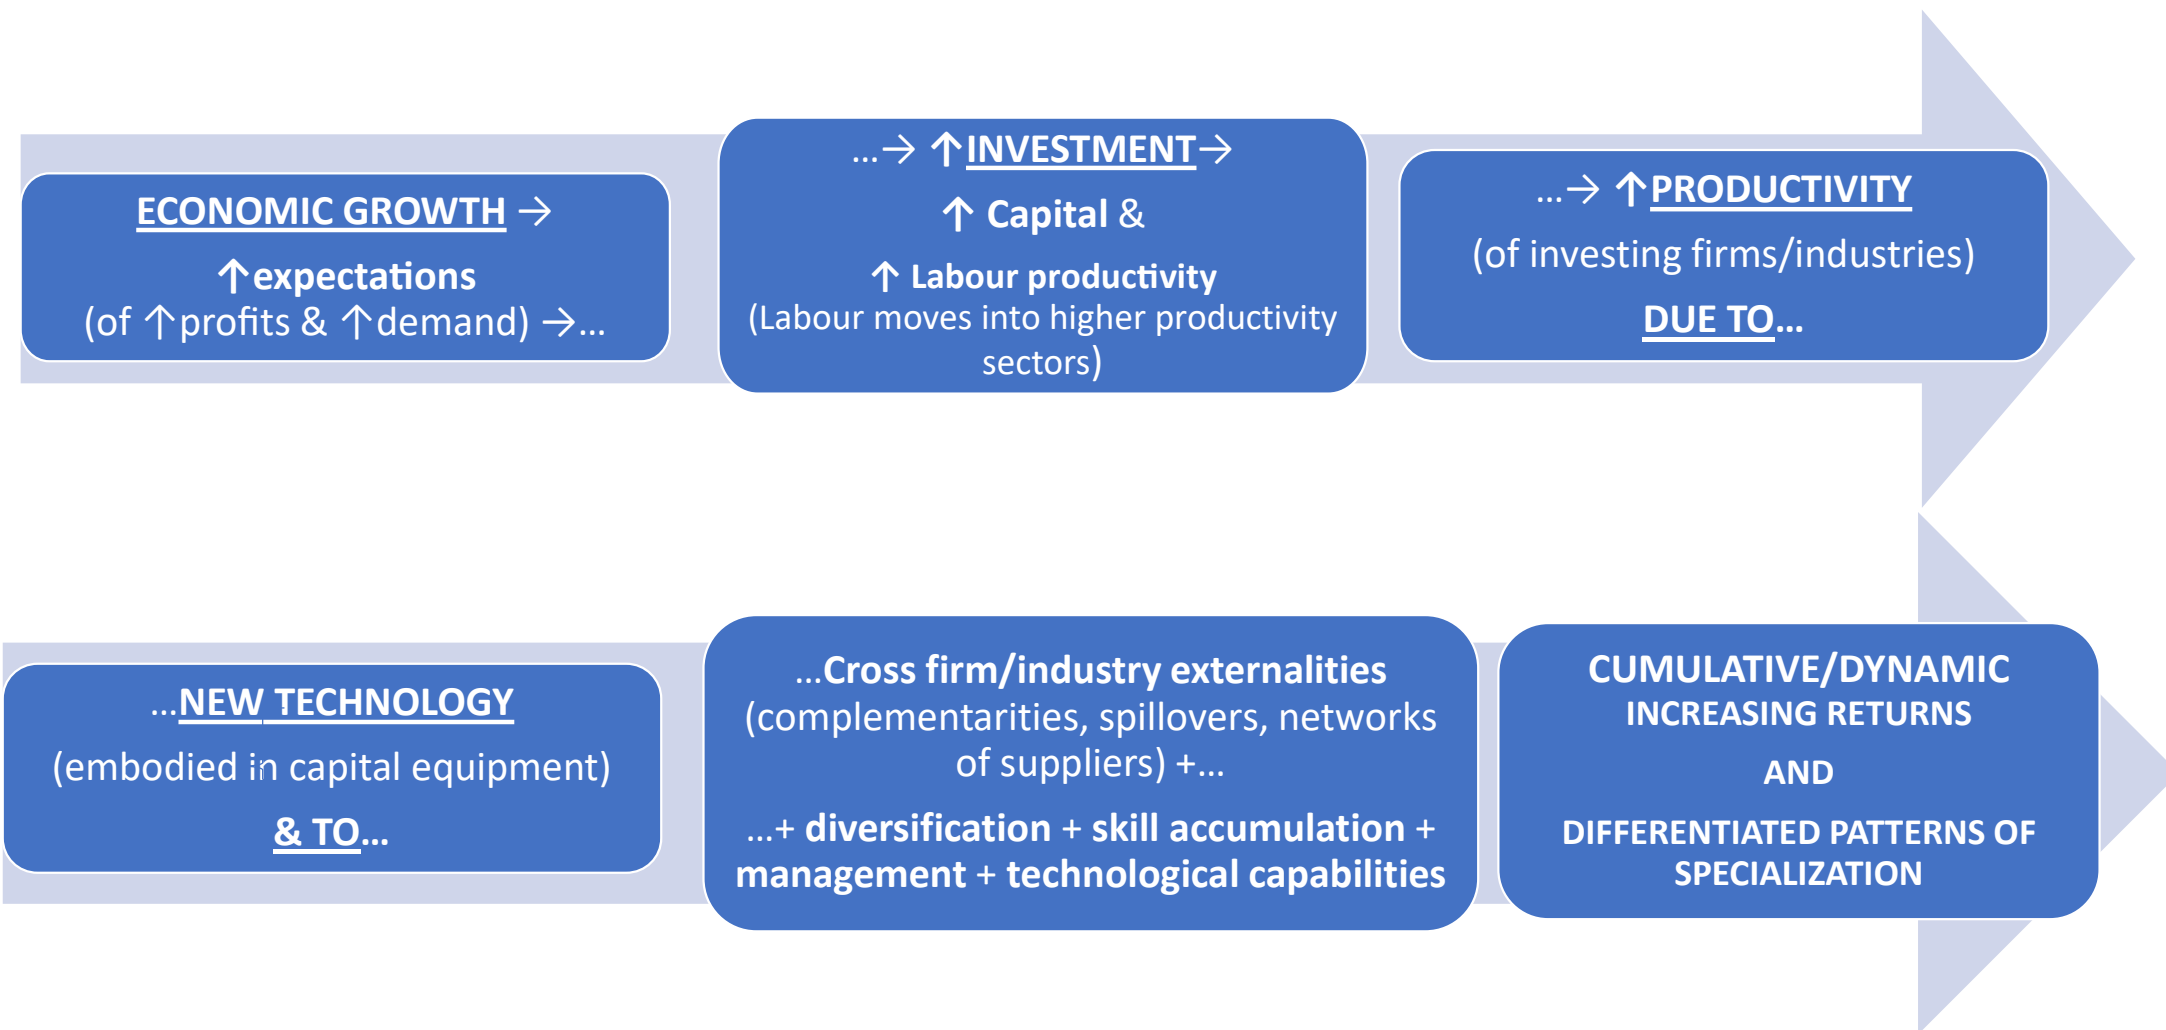 ECONOMIC GROWTH →
↑expectations
(of ↑profits & ↑demand) →...
...→ ↑INVESTMENT→
↑ Capital &
↑ Labour productivity
(Labour moves into higher productivity
sectors)
...→ ↑PRODUCTIVITY
(of investing firms/industries)
DUE TO...
...NEW TECHNOLOGY
(embodied in capital equipment)
& TO...
...Cross firm/industry externalities
(complementarities, spillovers, networks
of suppliers) +...
...+ diversification + skill accumulation +
management + technological capabilities
CUMULATIVE/DYNAMIC
INCREASING RETURNS
AND
DIFFERENTIATED PATTERNS OF
SPECIALIZATION